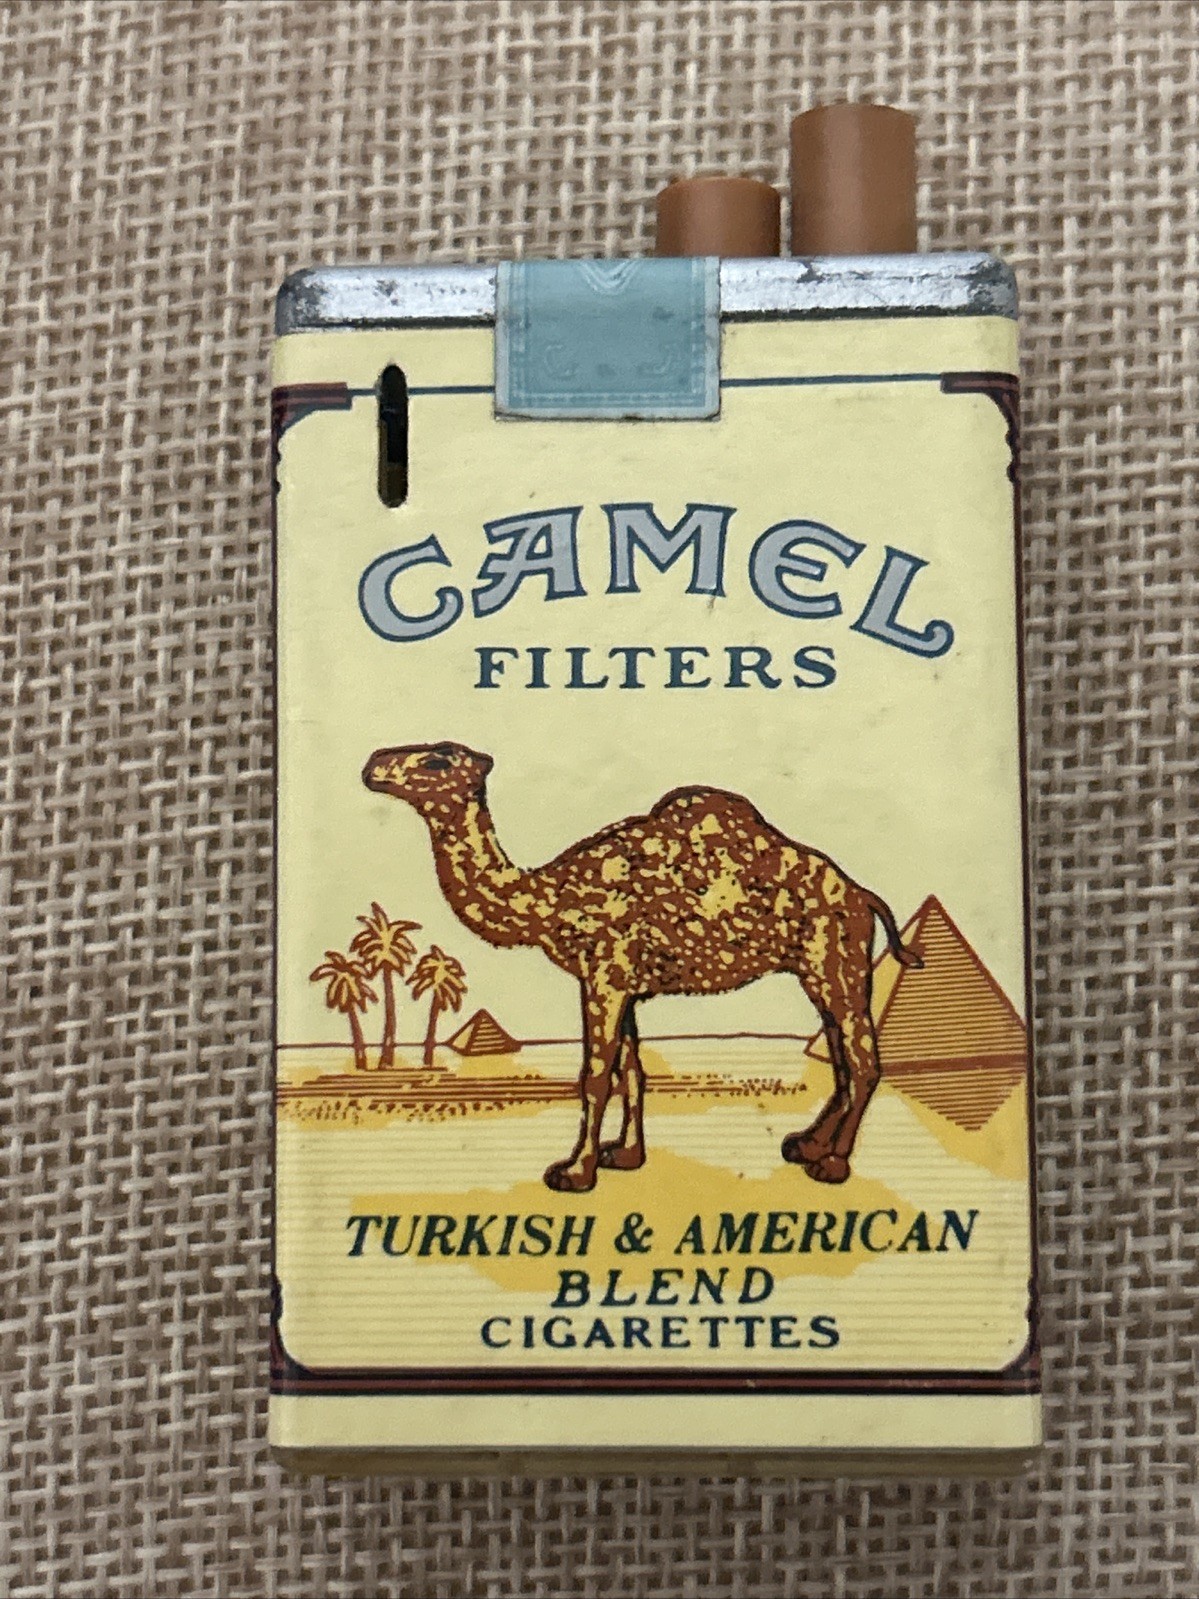 CAMEL
FILTERS
TURKISH & AMERICAN
BLEND
CIGARETTES